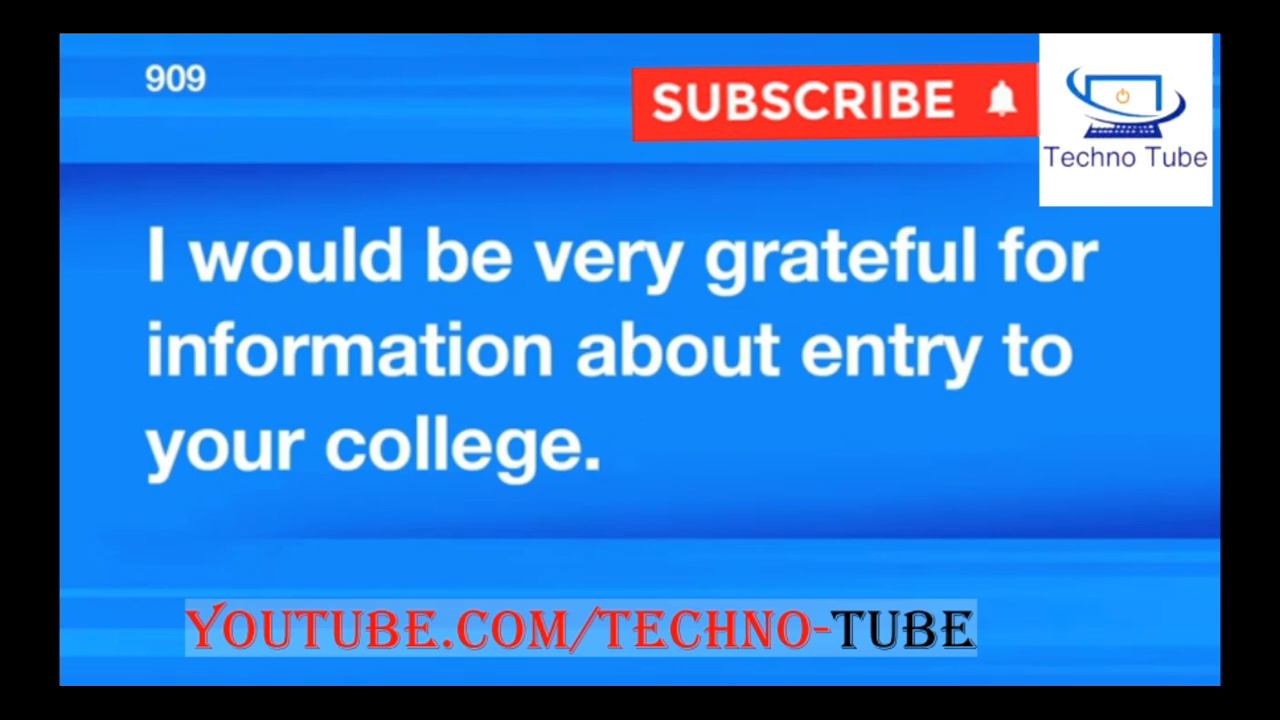 909
SUBSCRIBE
Techno Tube
I would be very grateful for
information about entry to
your college.
YOUTUBE.COM/TECHNO-TUBE